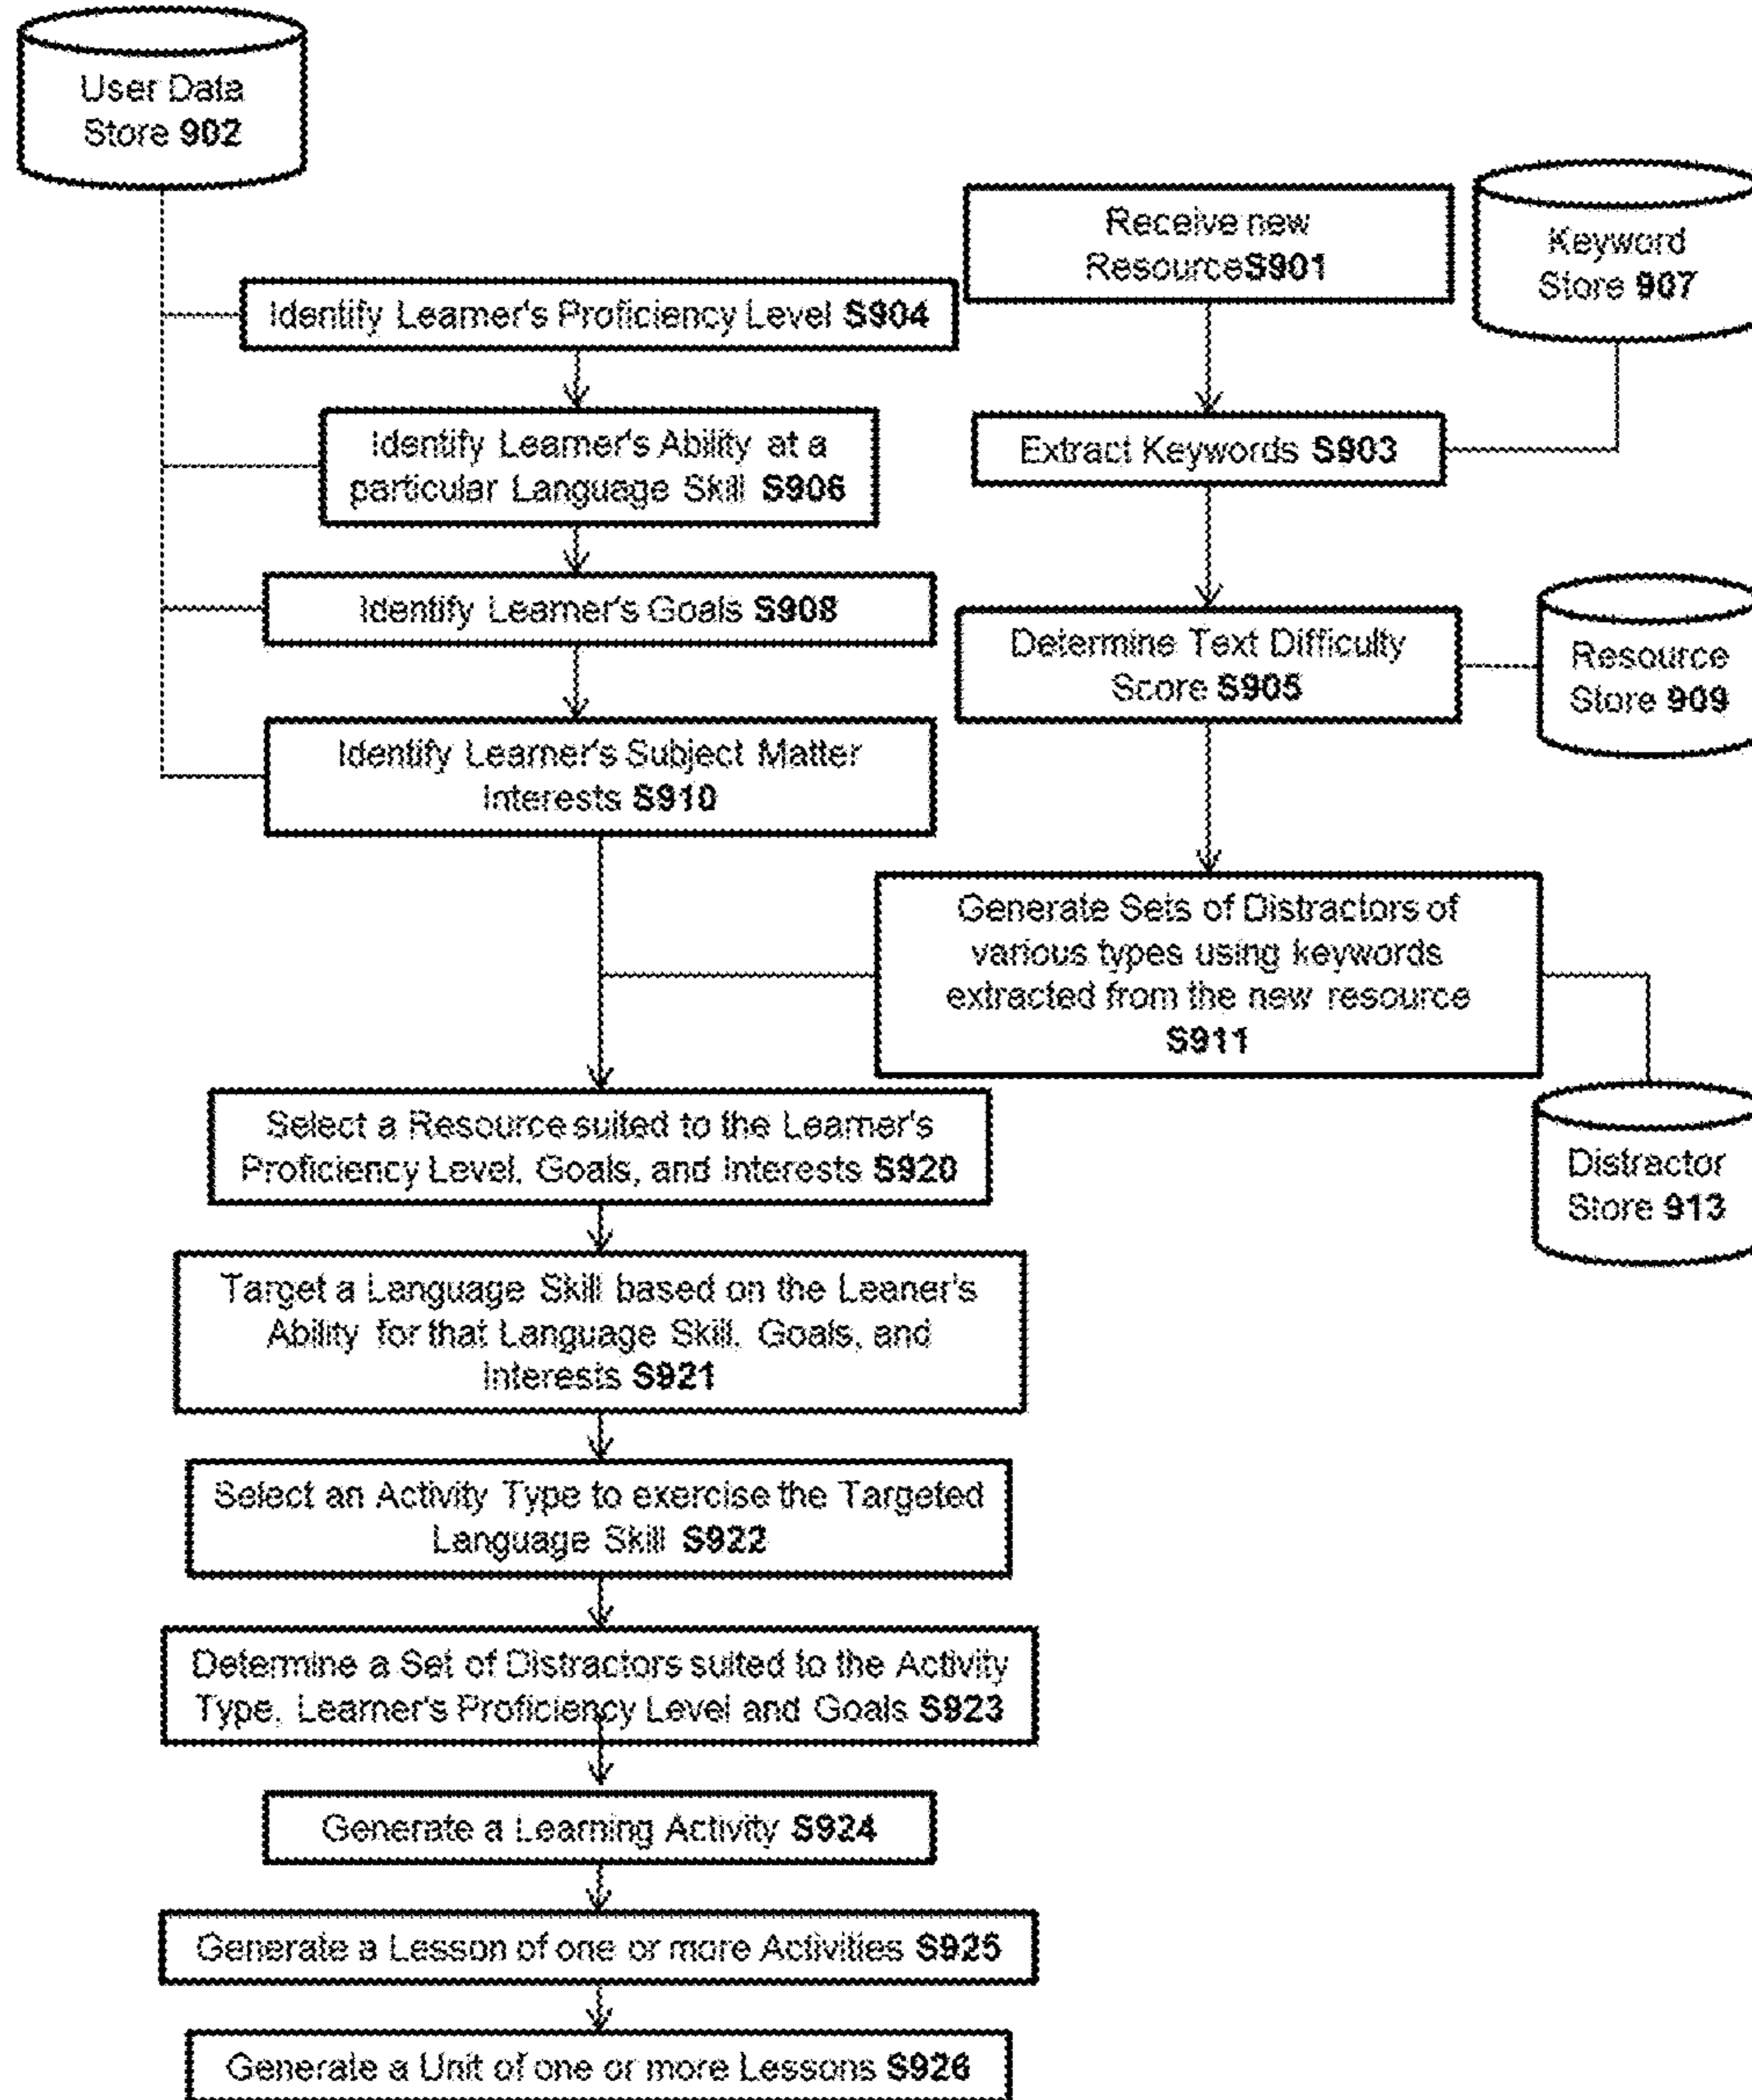 User Data
Store 902
Receive new
ResourceS901
Keyword
Store 907
Identify Learner's Proficiency Level S904
Identify Learner's Ability at a
particular Language Skill S906
Extract Keywords S903
Identify Learner's Goals S908
Determine Text Difficulty
Score S905
Resource
Store 909
Identify Learner's Subject Matter
Interests S910
Generate Sets of Distractors of
various types using keywords
extracted from the new resource
S911
Select a Resource suited to the Learner's
Proficiency Level, Goals, and Interests S920
Distractor
Store 913
Target a Language Skill based on the Leaner's
Ability for that Language Skill, Goals, and
Interests S921
Select an Activity Type to exercise the Targeted
Language Skill S922
Determine a Set of Distractors suited to the Activity
Type, Learner's Proficiency Level and Goals S923
Generate a Learning Activity S924
Generate a Lesson of one or more Activities S925
Generate a Unit of one or more Lessons S926